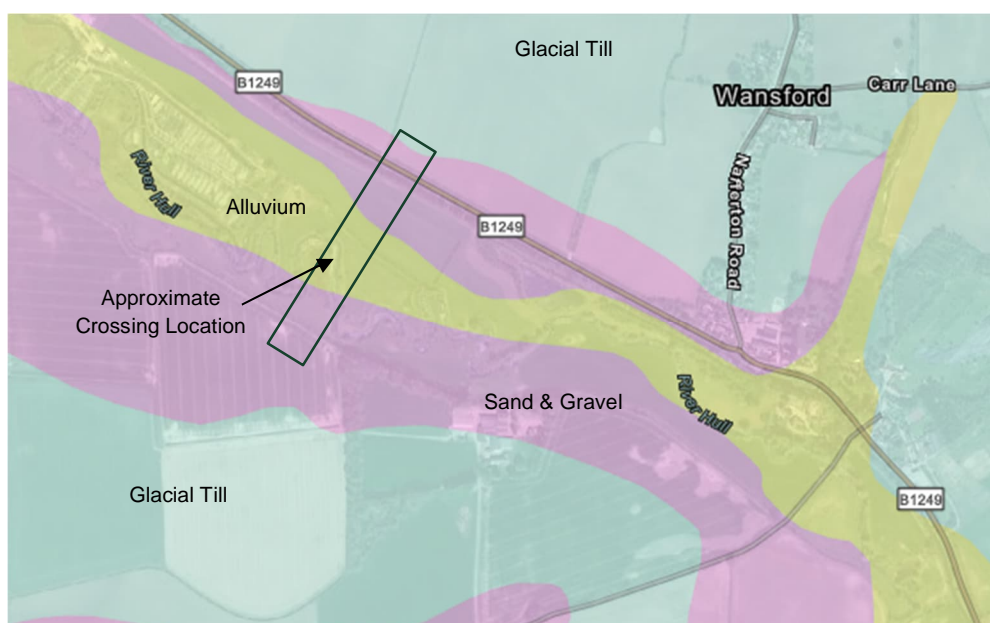 Glacial Till
B1249
Wansford
Carr Lane
River Hull
Alluvium
Nafferton Road
B1249
Approximate
Crossing Location
Sand & Gravel
River Hull
Glacial Till
B1249